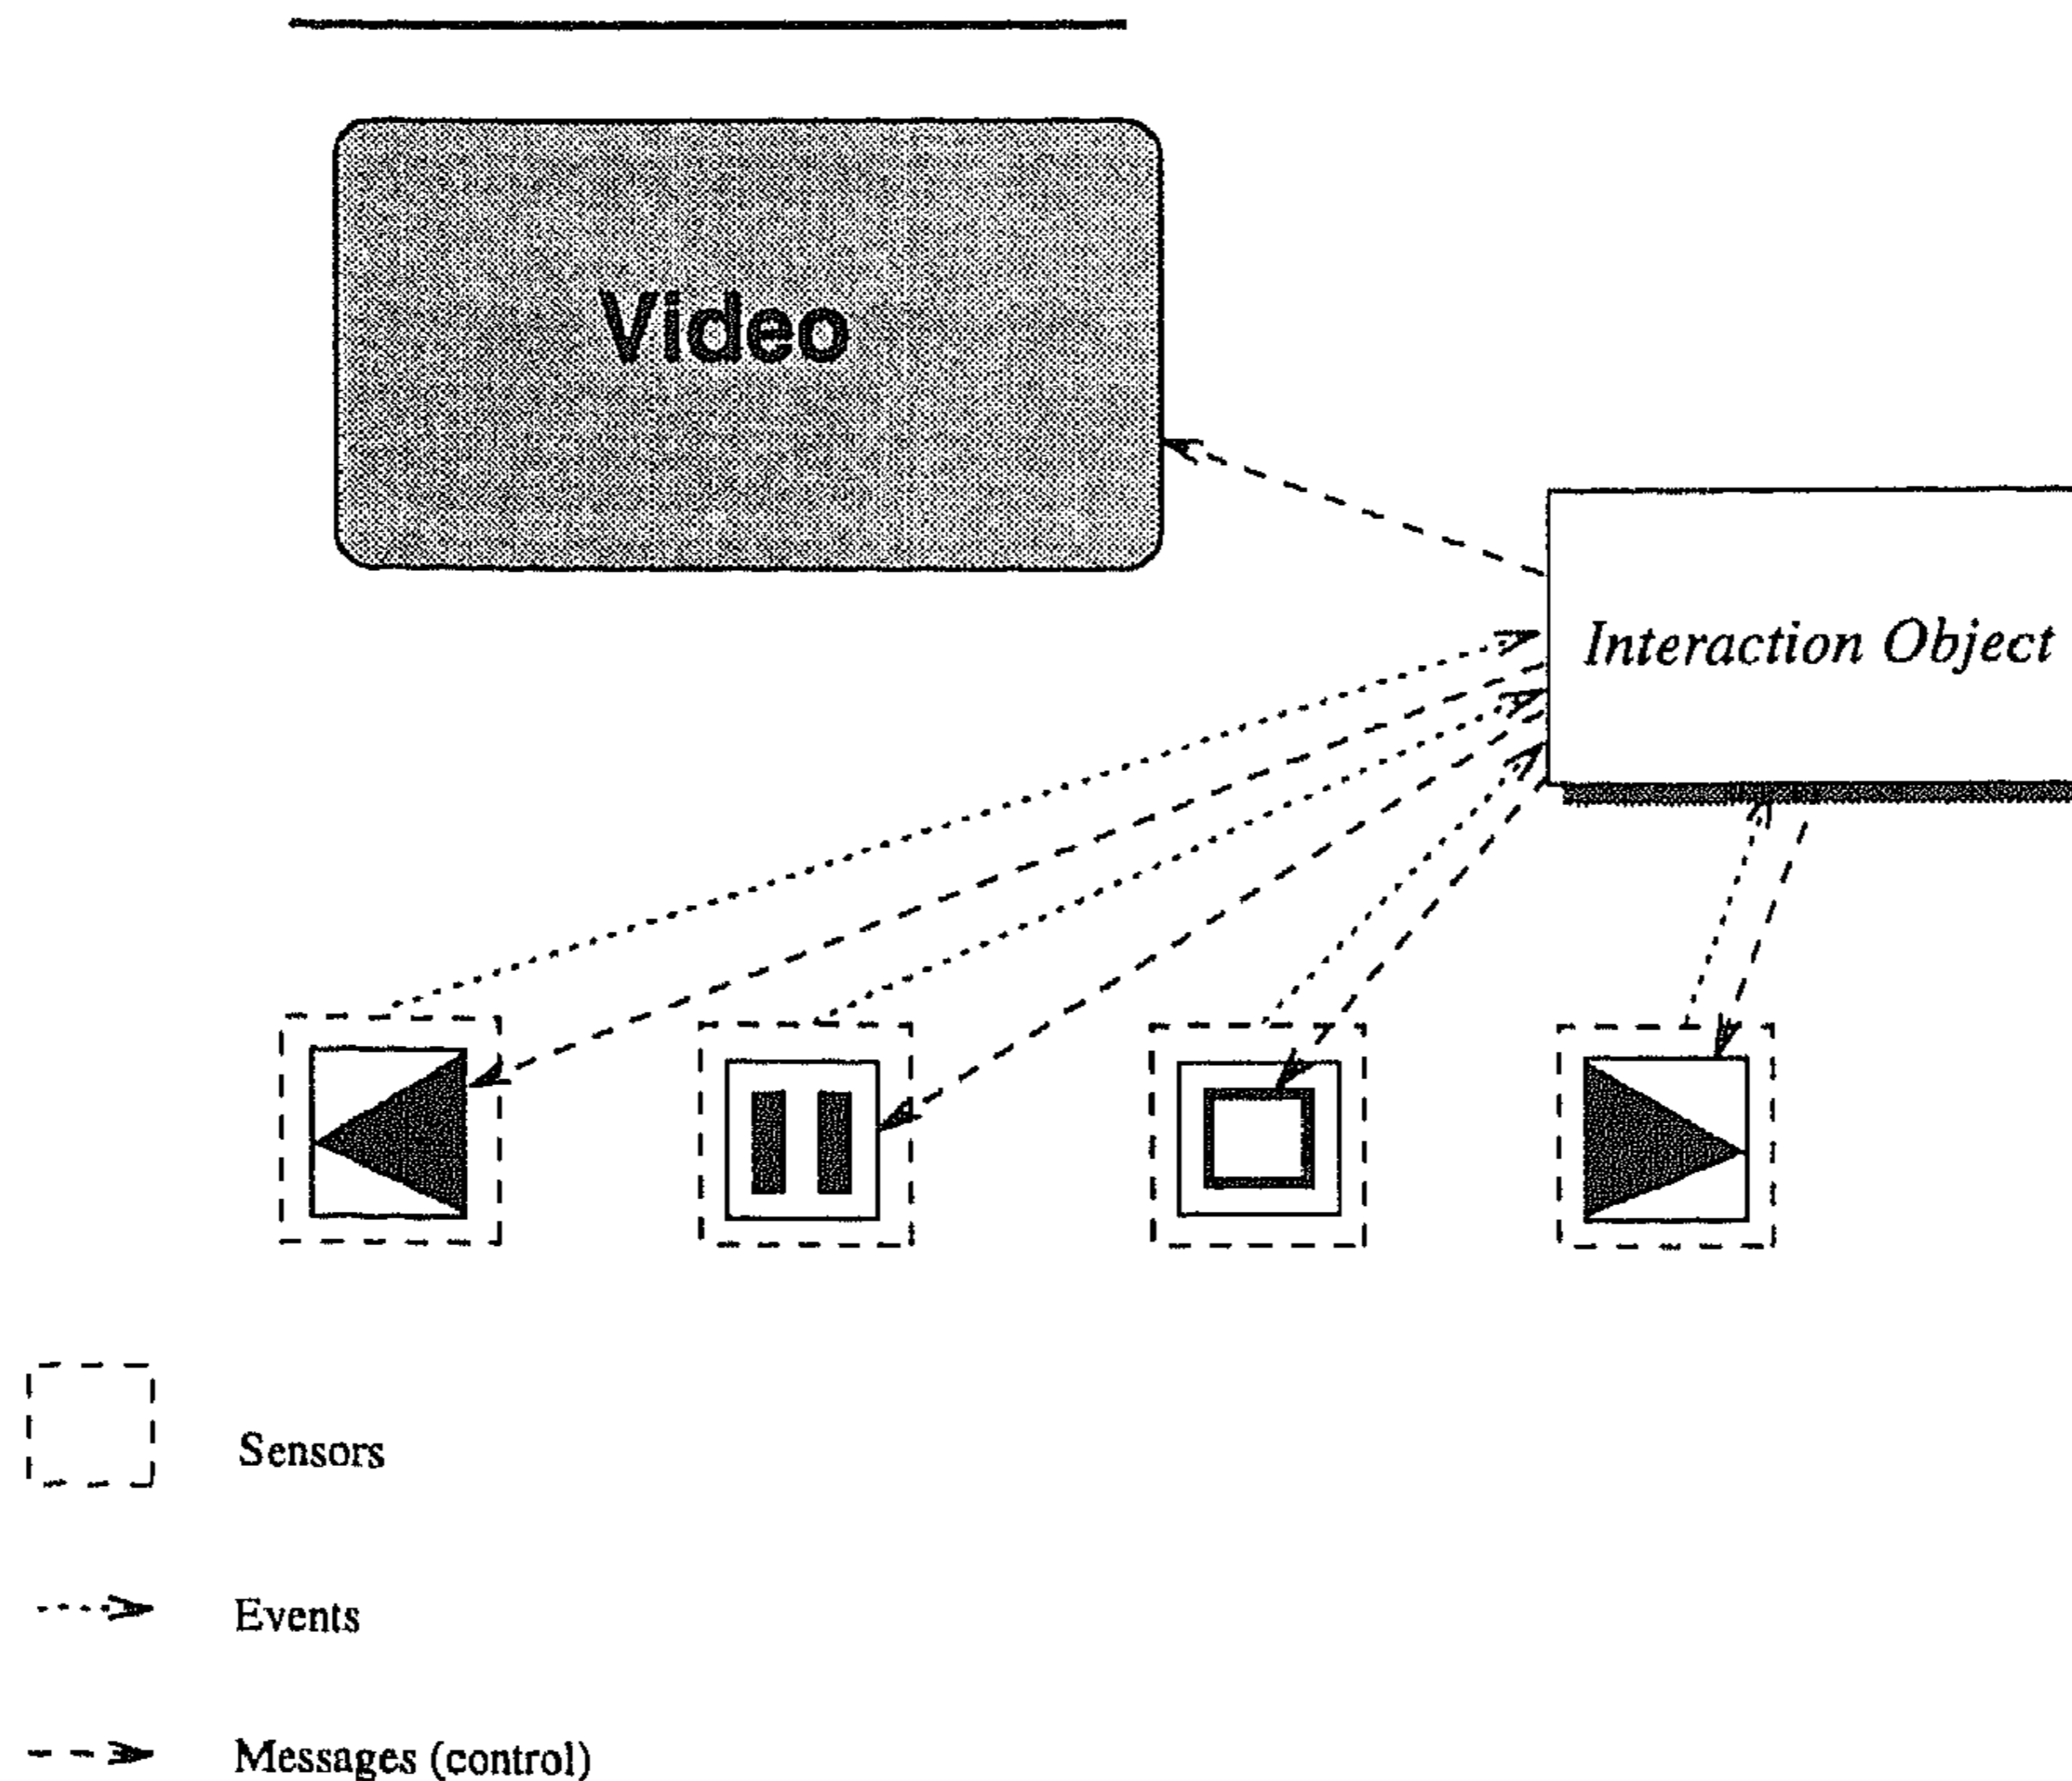 Video
Interaction Object
Sensors
Events
Messages (control)